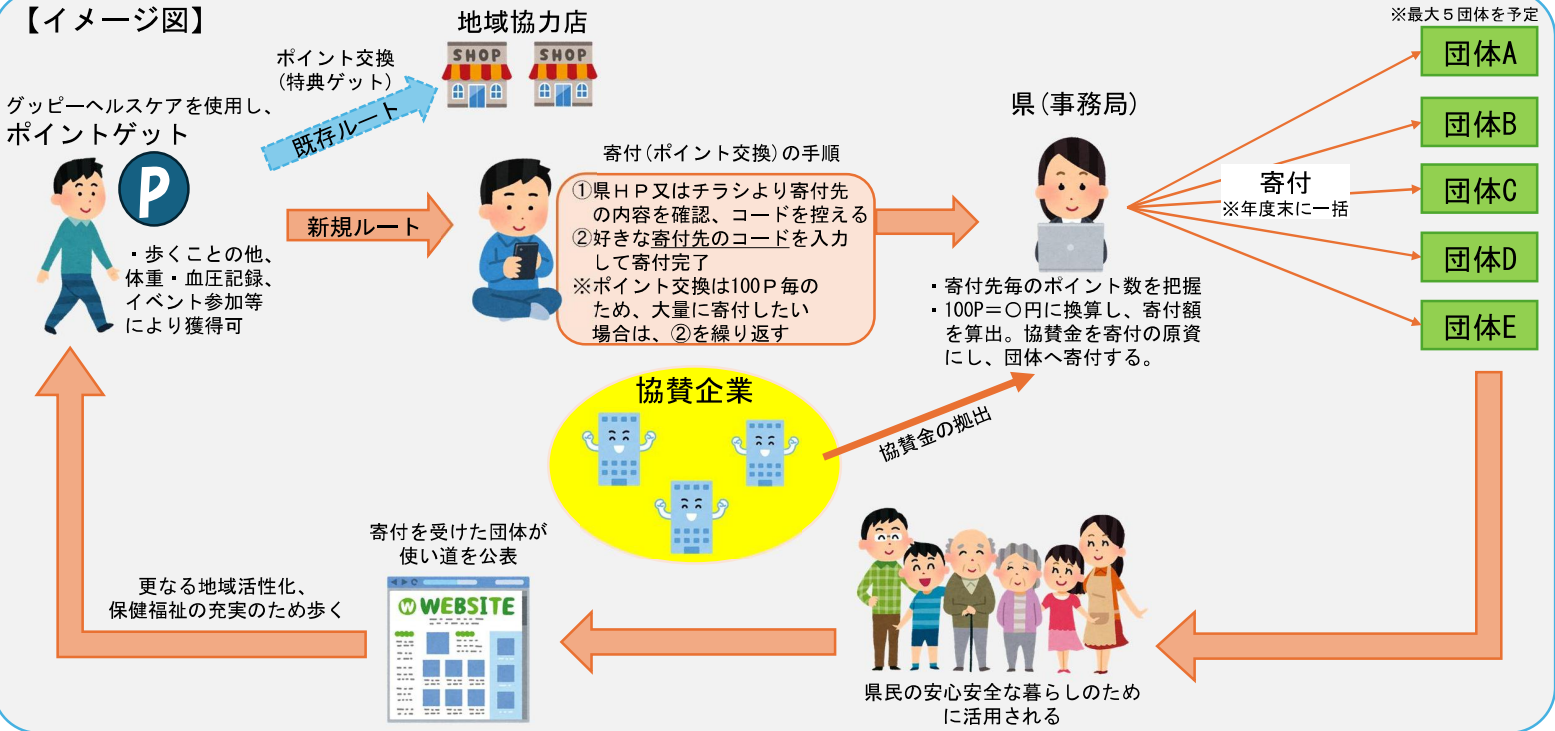 【イメージ図】
地域協力店
SHOP
SHOP
ポイント交換
(特典ゲット)
既存ルート
グッピーヘルスケアを使用し、
ポイントゲット
P
・歩くことの他、
体重・血圧記録、
イベント参加等
により獲得可
新規ルート
寄付(ポイント交換)の手順
①県ＨＰ又はチラシより寄付先
の内容を確認、コードを控える
②好きな寄付先のコードを入力
して寄付完了
※ポイント交換は100Ｐ毎の
ため、大量に寄付したい
場合は、②を繰り返す
県(事務局)
・寄付先毎のポイント数を把握
・100P＝〇円に換算し、寄付額
を算出。協賛金を寄付の原資
にし、団体へ寄付する。
寄付
※年度末に一括
※最大５団体を予定
団体A
団体B
団体C
団体D
団体E
協賛企業
協賛金の拠出
県民の安心安全な暮らしのため
に活用される
寄付を受けた団体が
使い道を公表
W WEBSITE
更なる地域活性化、
保健福祉の充実のため歩く